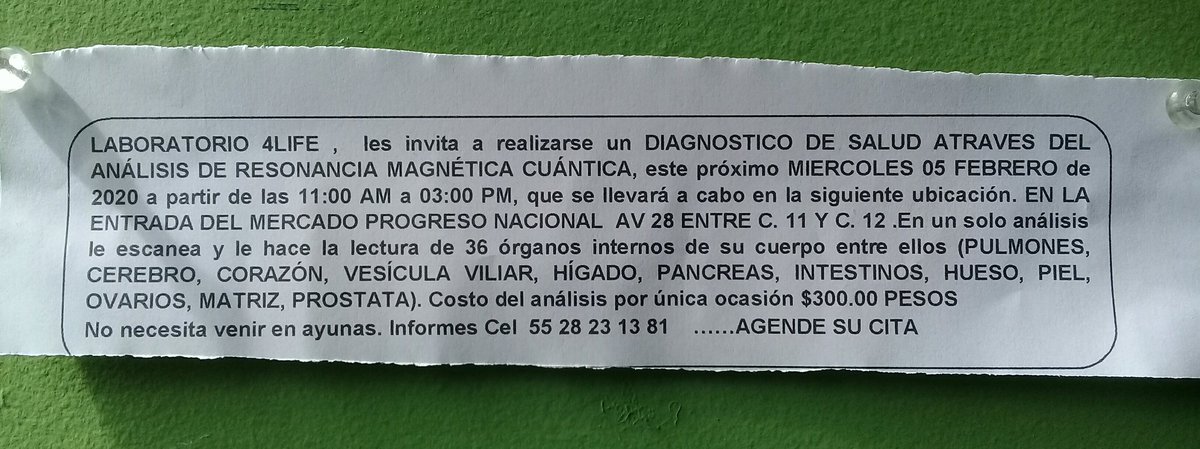 LABORATORIO 4LIFE , les invita a realizarse un DIAGNOSTICO DE SALUD ATRAVES DEL
ANÁLISIS DE RESONANCIA MAGNÉTICA CUÁNTICA, este próximo MIERCOLES 05 FEBRERO de
2020 a partir de las 11:00 AM a 03:00 PM, que se llevará a cabo en la siguiente ubicación. EN LA
ENTRADA DEL MERCADO PROGRESO NACIONAL AV 28 ENTRE C. 11 Y C. 12 .En un solo análisis
le escanea y le hace la lectura de 36 órganos internos de su cuerpo entre ellos (PULMONES,
CEREBRO, CORAZÓN, VESÍCULA VILIAR, HÍGADO, PANCREAS, INTESTINOS, HUESO, PIEL,
OVARIOS, MATRIZ, PROSTATA). Costo del análisis por única ocasión $300.00 PESOS
No necesita venir en ayunas. Informes Cel 55 28 23 13 81 ......AGENDE SU CITA